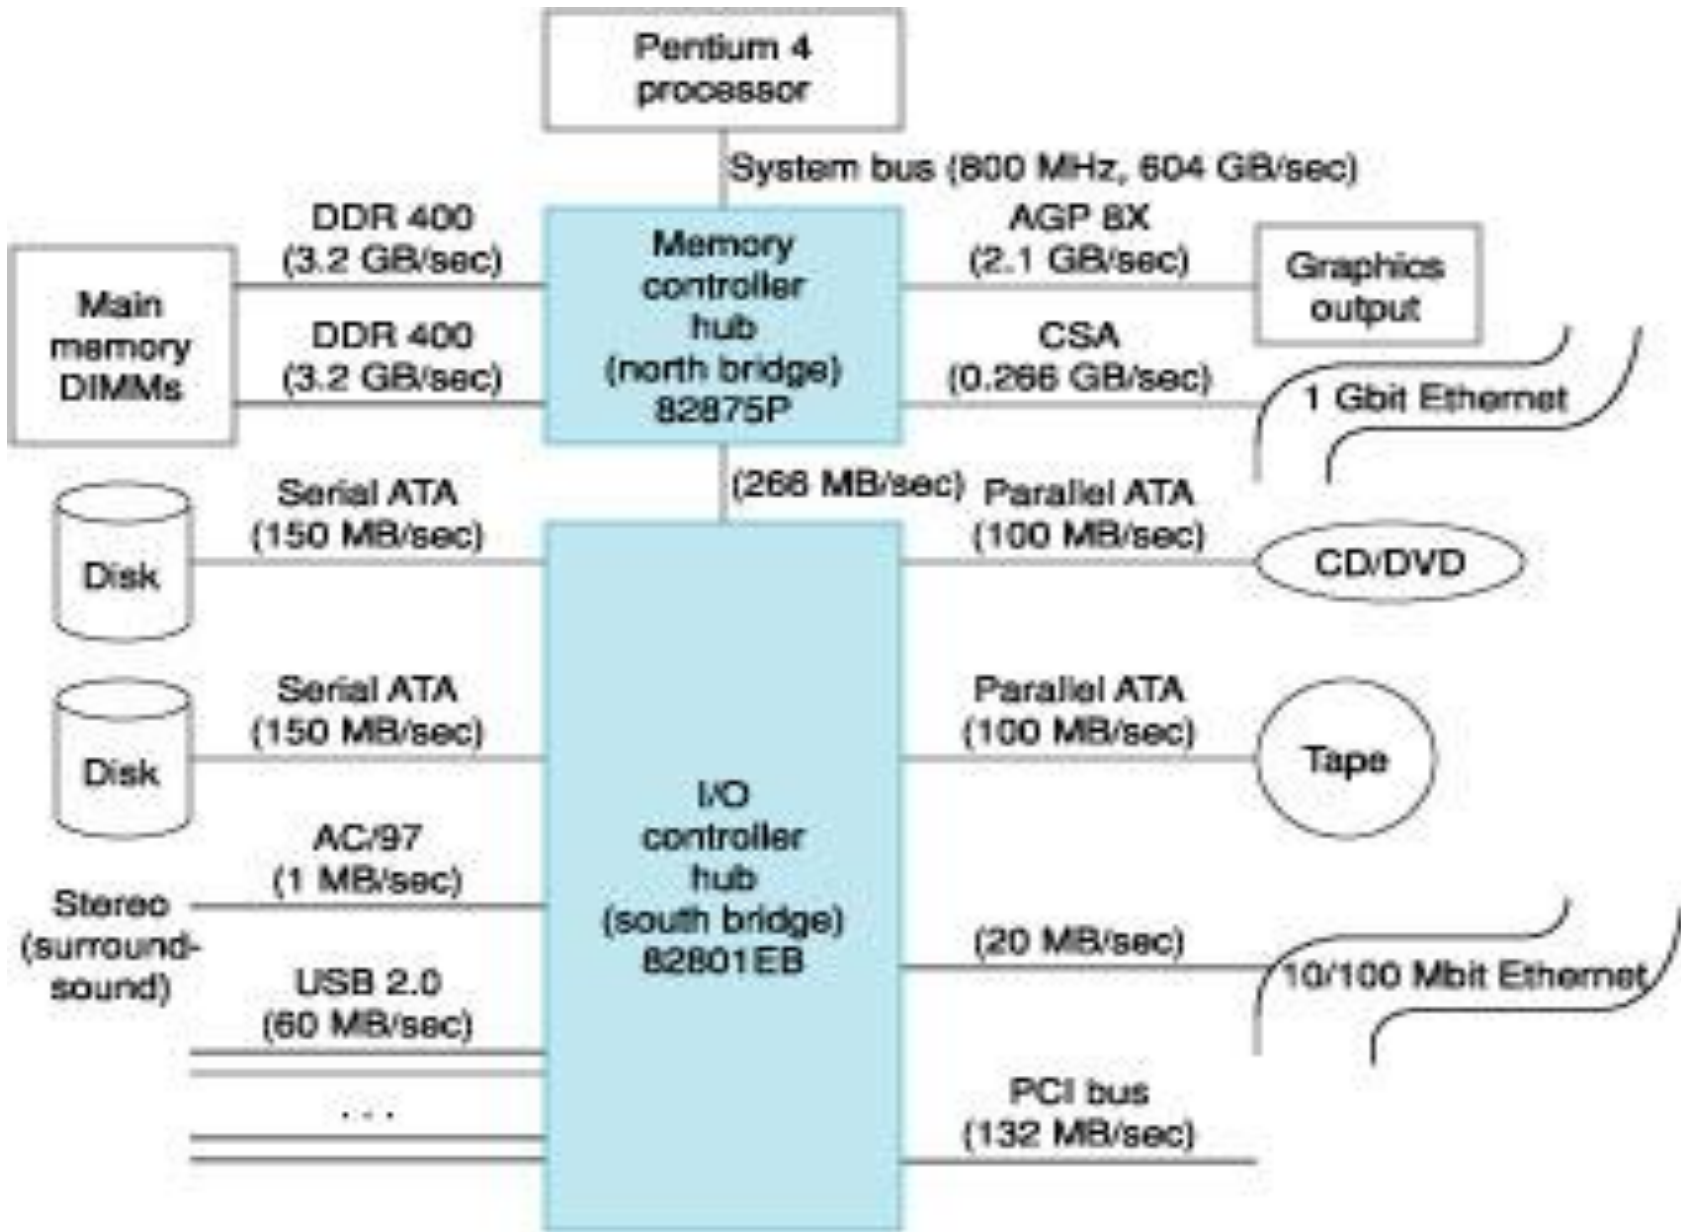 Pentium 4
processor
System bus (800 MHz, 604 GB/sec)
DDR 400
(3.2 GB/sec)
Memory
controller
hub
(north bridge)
82875P
AGP 8X
(2.1 GB/sec)
Graphics
output
Main
memory
DIMMs
DDR 400
(3.2 GB/sec)
CSA
(0.266 GB/sec)
1 Gbit Ethernet
(266 MB/sec)
Serial ATA
(150 MB/sec)
Disk
Parallel ATA
(100 MB/sec)
CD/DVD
Serial ATA
(150 MB/sec)
Disk
Parallel ATA
(100 MB/sec)
Tape
I/O
controller
hub
(south bridge)
82801EB
AC/97
(1 MB/sec)
Stereo
(surround-
sound)
USB 2.0
(60 MB/sec)
. . .
(20 MB/sec)
10/100 Mbit Ethernet
PCI bus
(132 MB/sec)